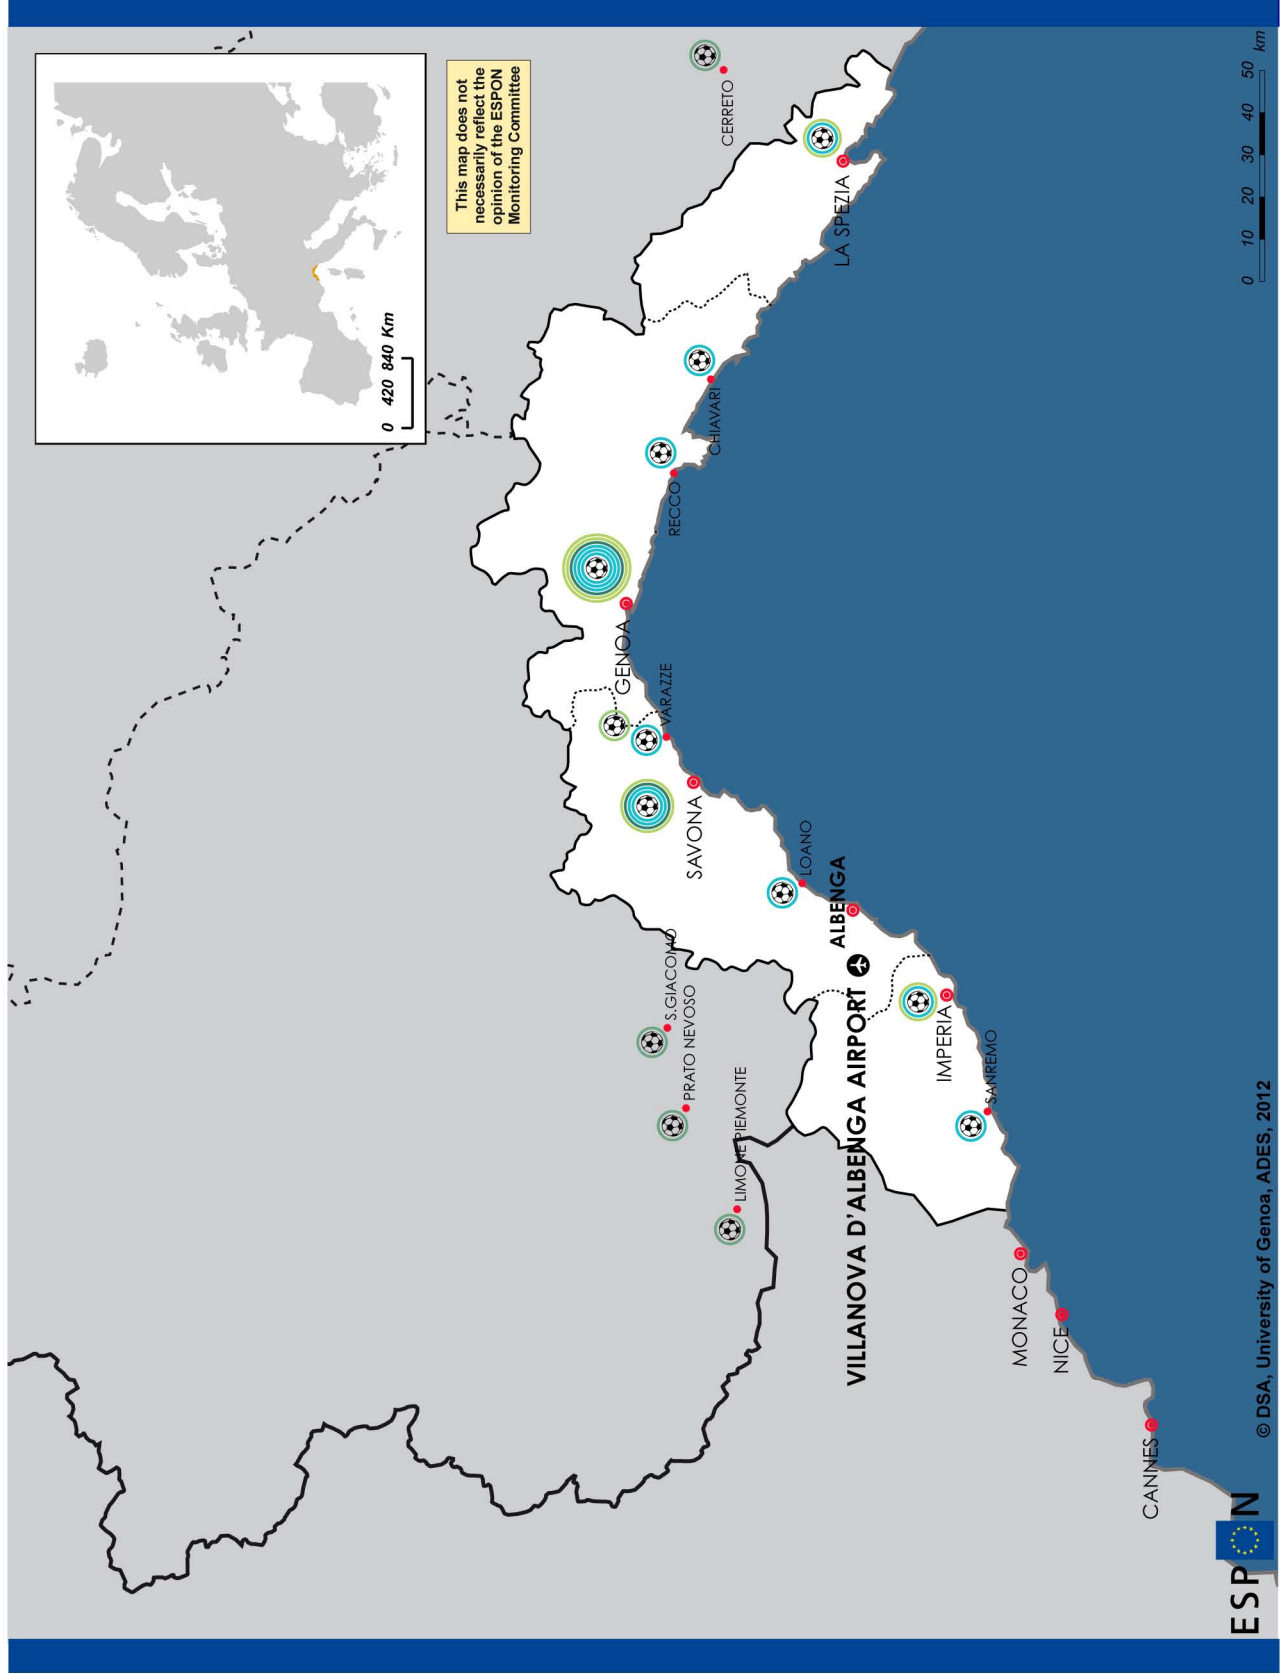 This map does not
necessarily reflect the
opinion of the ESPON
Monitoring Committee
0 420 840 Km
CERRETO
LA SPEZIA
CHIAVARI
RECCO
GENOA
VARAZZE
SAVONA
LOANO
ALBENGA
VILLANOVA D'ALBENGA AIRPORT
S.GIACOMO
PRATO NEVOSO
LIMONE PIEMONTE
IMPERIA
SANREMO
MONACO
NICE
CANNES
0 10 20 30 40 50 km
ESPON
© DSA, University of Genoa, ADES, 2012